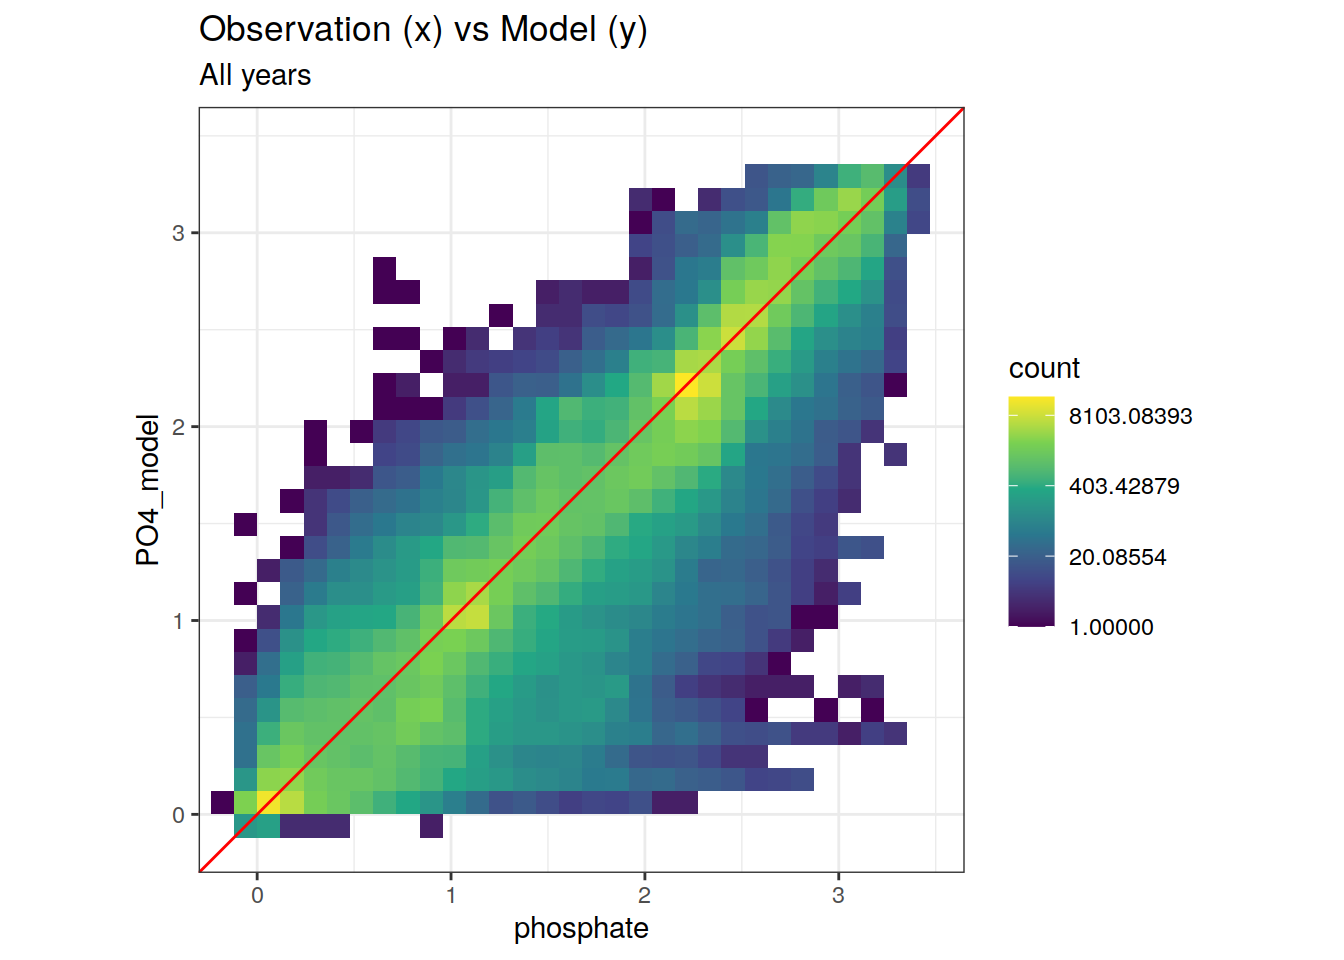 Observation (x) vs Model (y)
All years
PO4_model
3
2
1
0
0 1 2 3
phosphate
count
8103.08393
403.42879
20.08554
1.00000